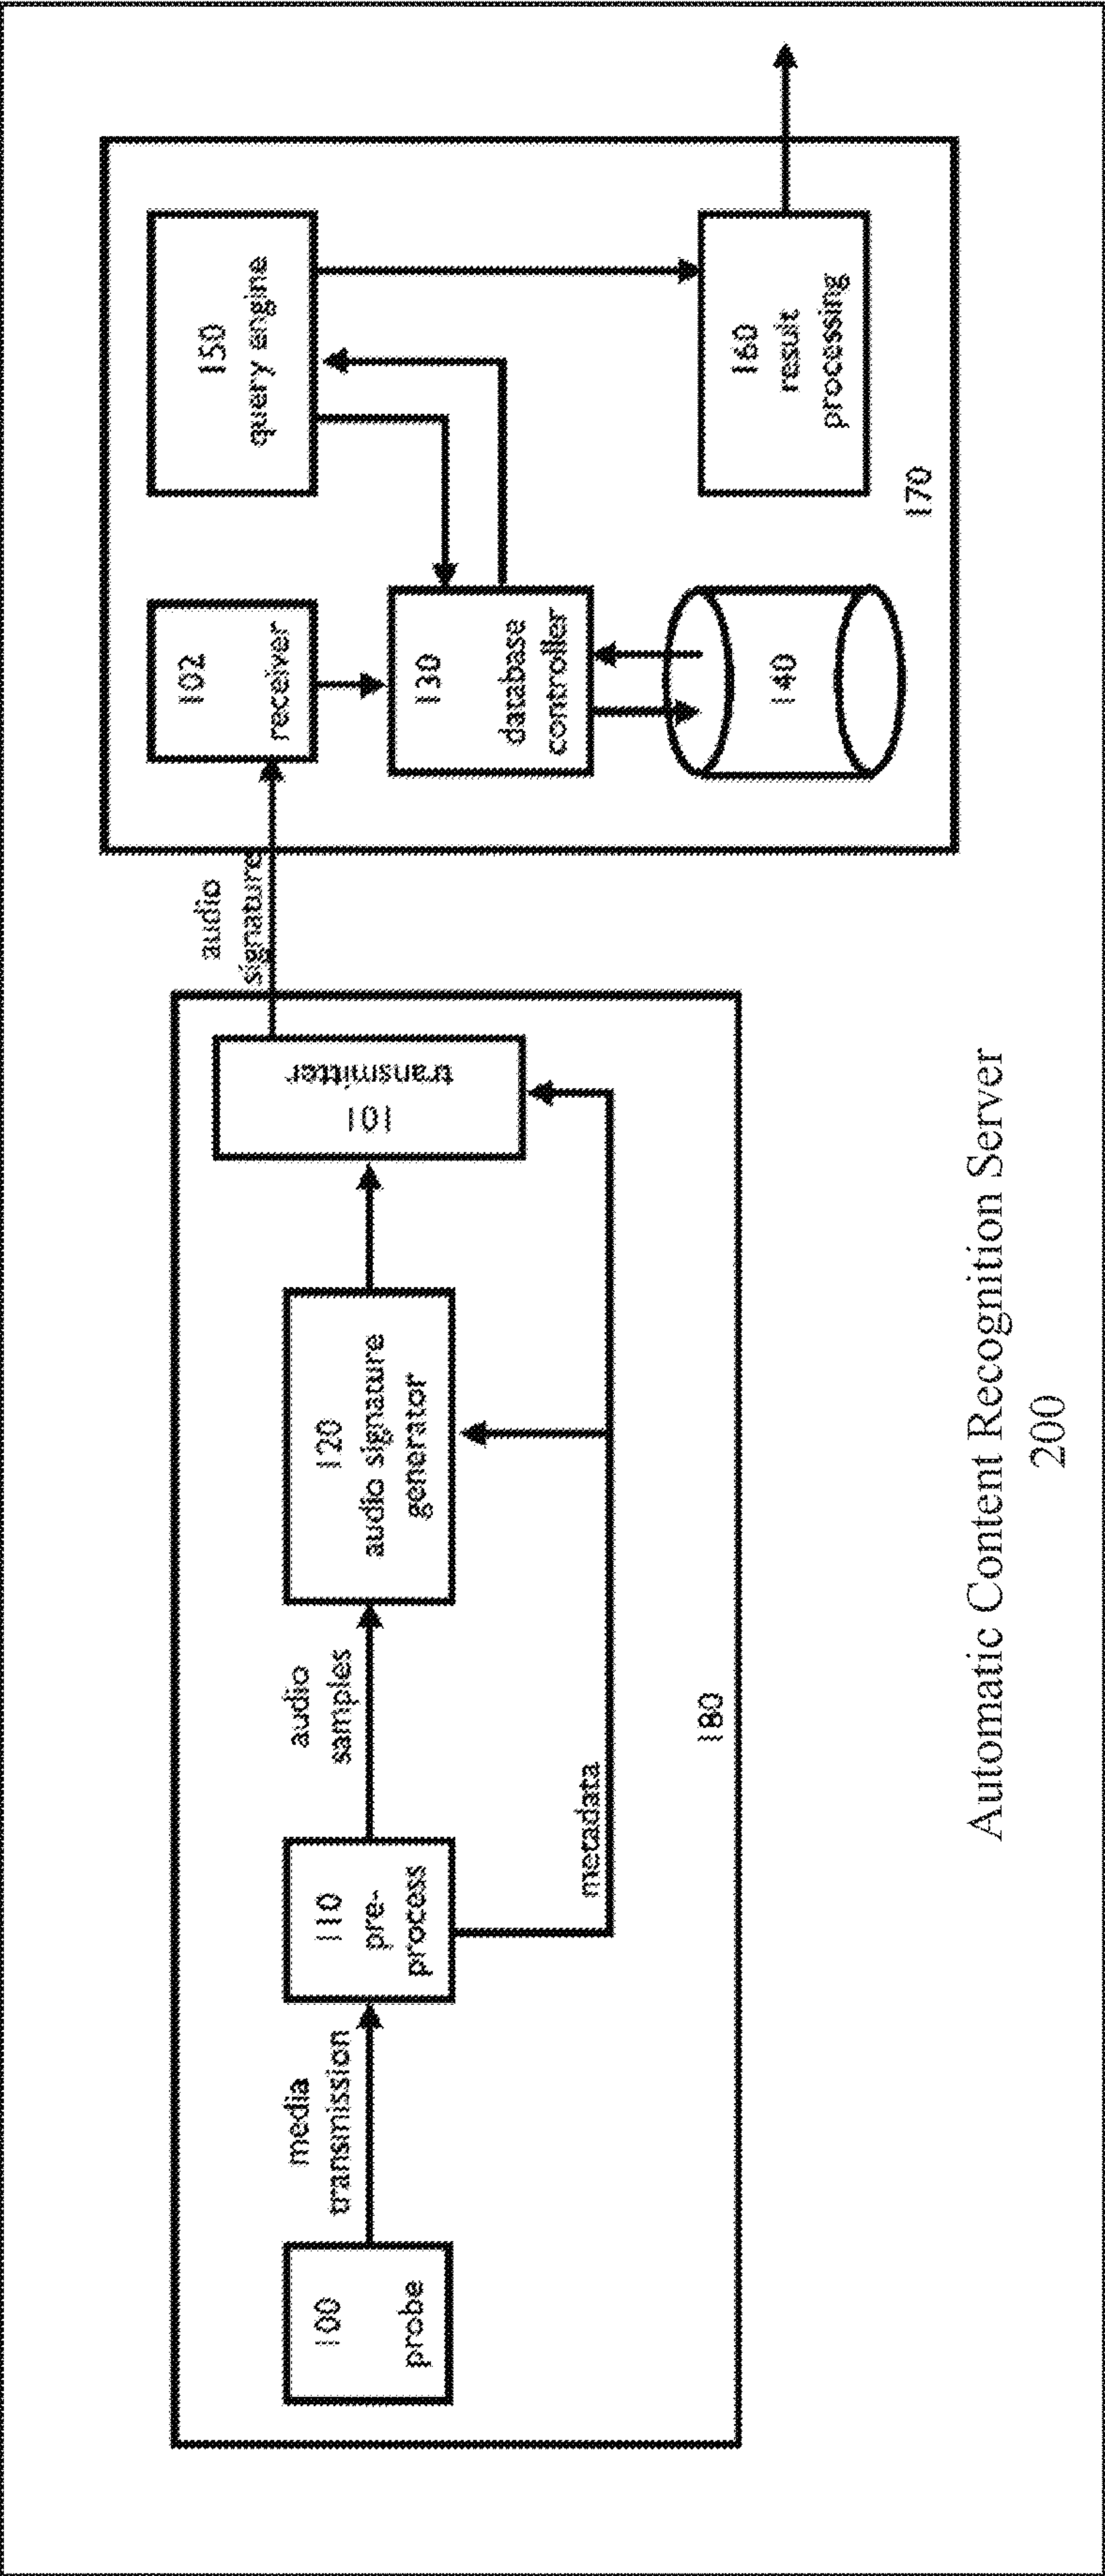 100
probe
media
transmission
110
pre-
process
audio
samples
metadata
120
audio signature
generator
101
transmitter
180
audio
signature
102
receiver
130
database
controller
140
150
query engine
160
result
processing
170
Automatic Content Recognition Server
200